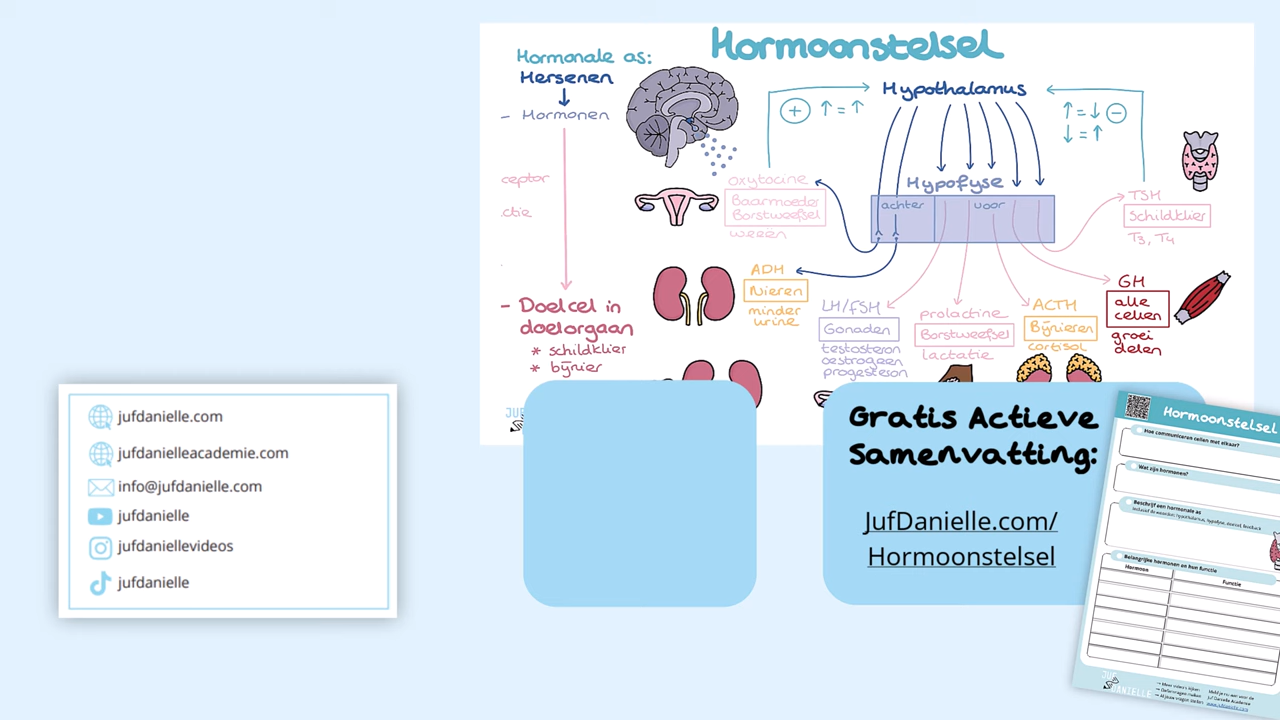 Hormoonstelsel
Hormonale as:
Hersenen
- Hormonen
ceptor
ctie
- Doelcel in
doelorgaan
* schildklier
* bijnier
Hypothalamus
+ ↑=↑
↑=↓ -
↓=↑
Hypofyse
achter
voor
oxytocine
Baarmoeder
Borstweefsel
weeën
TSH
Schildklier
T3, T4
ADH
Nieren
minder
urine
LH/FSH
Gonaden
testosteron
oestrogeen
progesteron
prolactine
Borstweefsel
lactatie
ACTH
Bijnieren
cortisol
GH
alle
cellen
groei
delen
JUF
jufdanielle.com
jufdanielleacademie.com
info@jufdanielle.com
jufdanielle
jufdaniellevideos
jufdanielle
Gratis Actieve
Samenvatting:
JufDanielle.com/
Hormoonstelsel
Hormoonstelsel
Hoe communiceren cellen met elkaar?
Wat zijn hormonen?
Beschrijf een hormonale as
Belangrijke hormonen en hun functie
Hormoon
Functie
JUF
DANIELLE